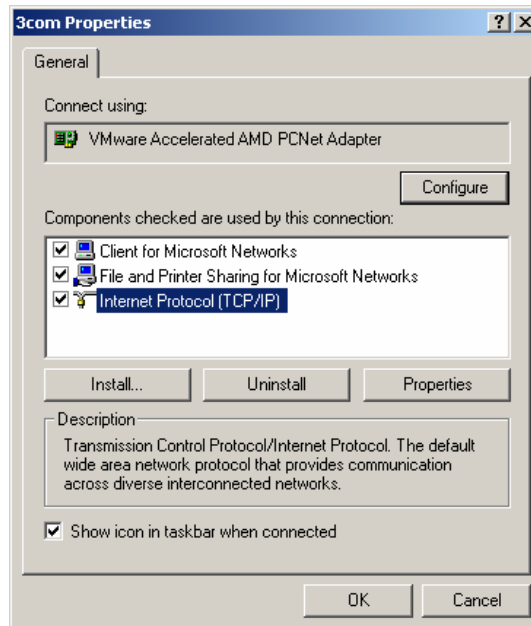 3com Properties
General
Connect using:
VMware Accelerated AMD PCNet Adapter
Configure
Components checked are used by this connection:
Client for Microsoft Networks
File and Printer Sharing for Microsoft Networks
Internet Protocol (TCP/IP)
Install... Uninstall Properties
Description
Transmission Control Protocol/Internet Protocol. The default
wide area network protocol that provides communication
across diverse interconnected networks.
Show icon in taskbar when connected
OK Cancel